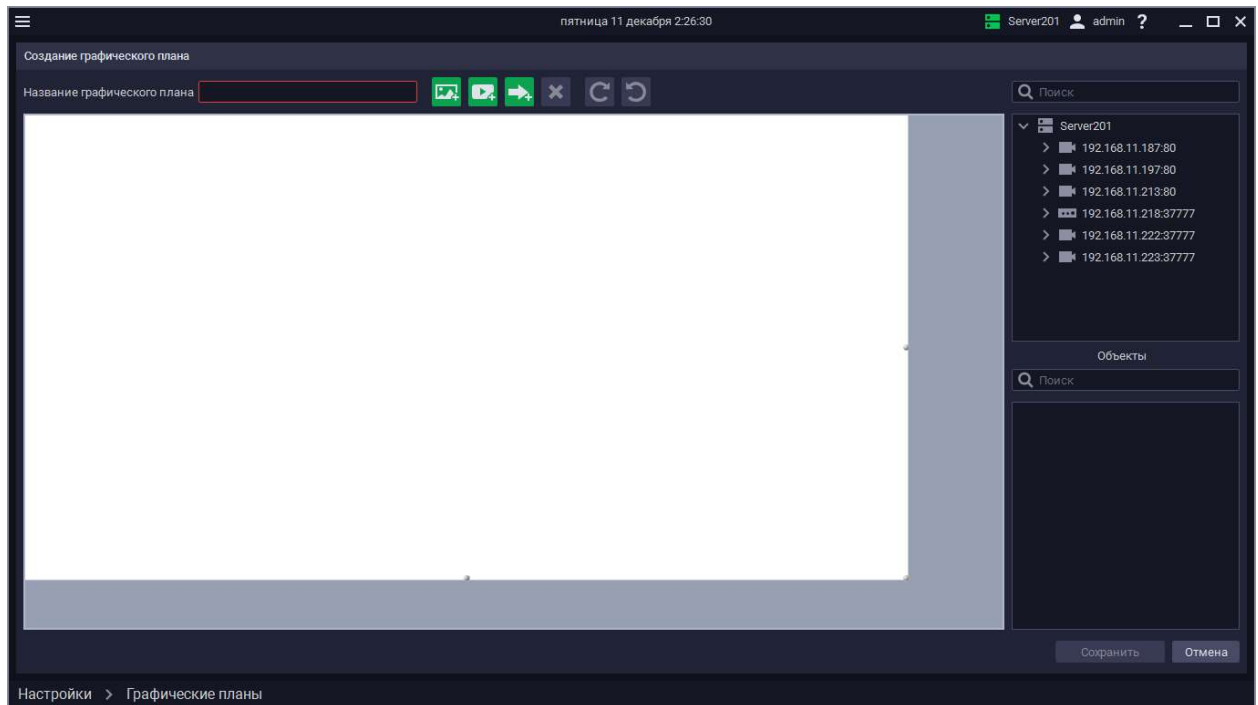 пятница 11 декабря 2:26:30
Server201 admin ?
Создание графического плана
Название графического плана
Поиск
Server201
192.168.11.187:80
192.168.11.197:80
192.168.11.213:80
192.168.11.218:37777
192.168.11.222:37777
192.168.11.223:37777
Объекты
Поиск
Сохранить Отмена
Настройки > Графические планы